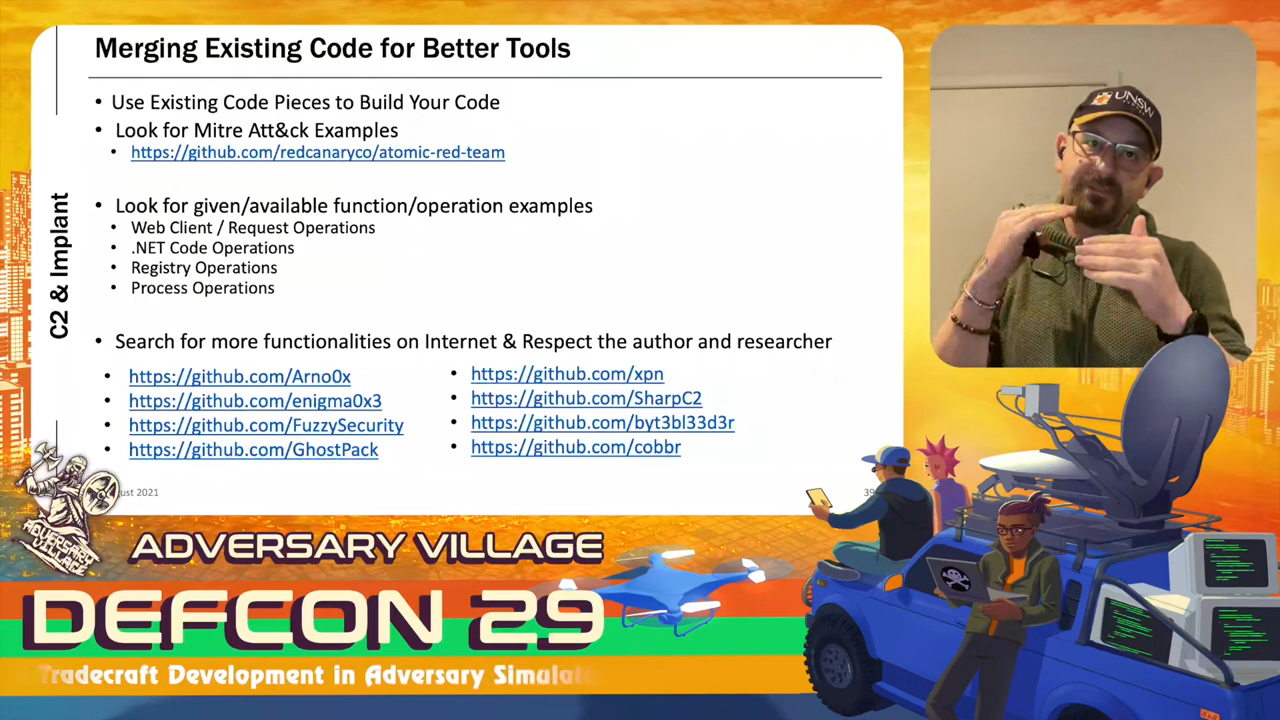 Merging Existing Code for Better Tools
• Use Existing Code Pieces to Build Your Code
• Look for Mitre Att&ck Examples
• https://github.com/redcanaryco/atomic-red-team
• Look for given/available function/operation examples
• Web Client / Request Operations
• .NET Code Operations
• Registry Operations
• Process Operations
• Search for more functionalities on Internet & Respect the author and researcher
• https://github.com/Arno0x
• https://github.com/enigma0x3
• https://github.com/FuzzySecurity
• https://github.com/GhostPack
• https://github.com/xpn
• https://github.com/SharpC2
• https://github.com/byt3bl33d3r
• https://github.com/cobbr
C2 & Implant
2021
UNSW
ADVERSARY VILLAGE
ADVERSARY VILLAGE
DEFCON 29
Tradecraft Development in Adversary